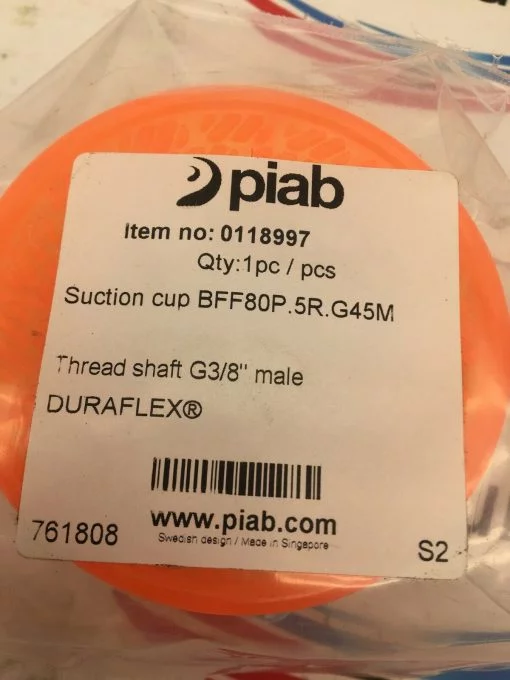 piab
Item no: 0118997
Qty:1pc / pcs
Suction cup BFF80P.5R.G45M
Thread shaft G3/8" male
DURAFLEX®
www.piab.com
Swedish design / Made in Singapore
761808
S2